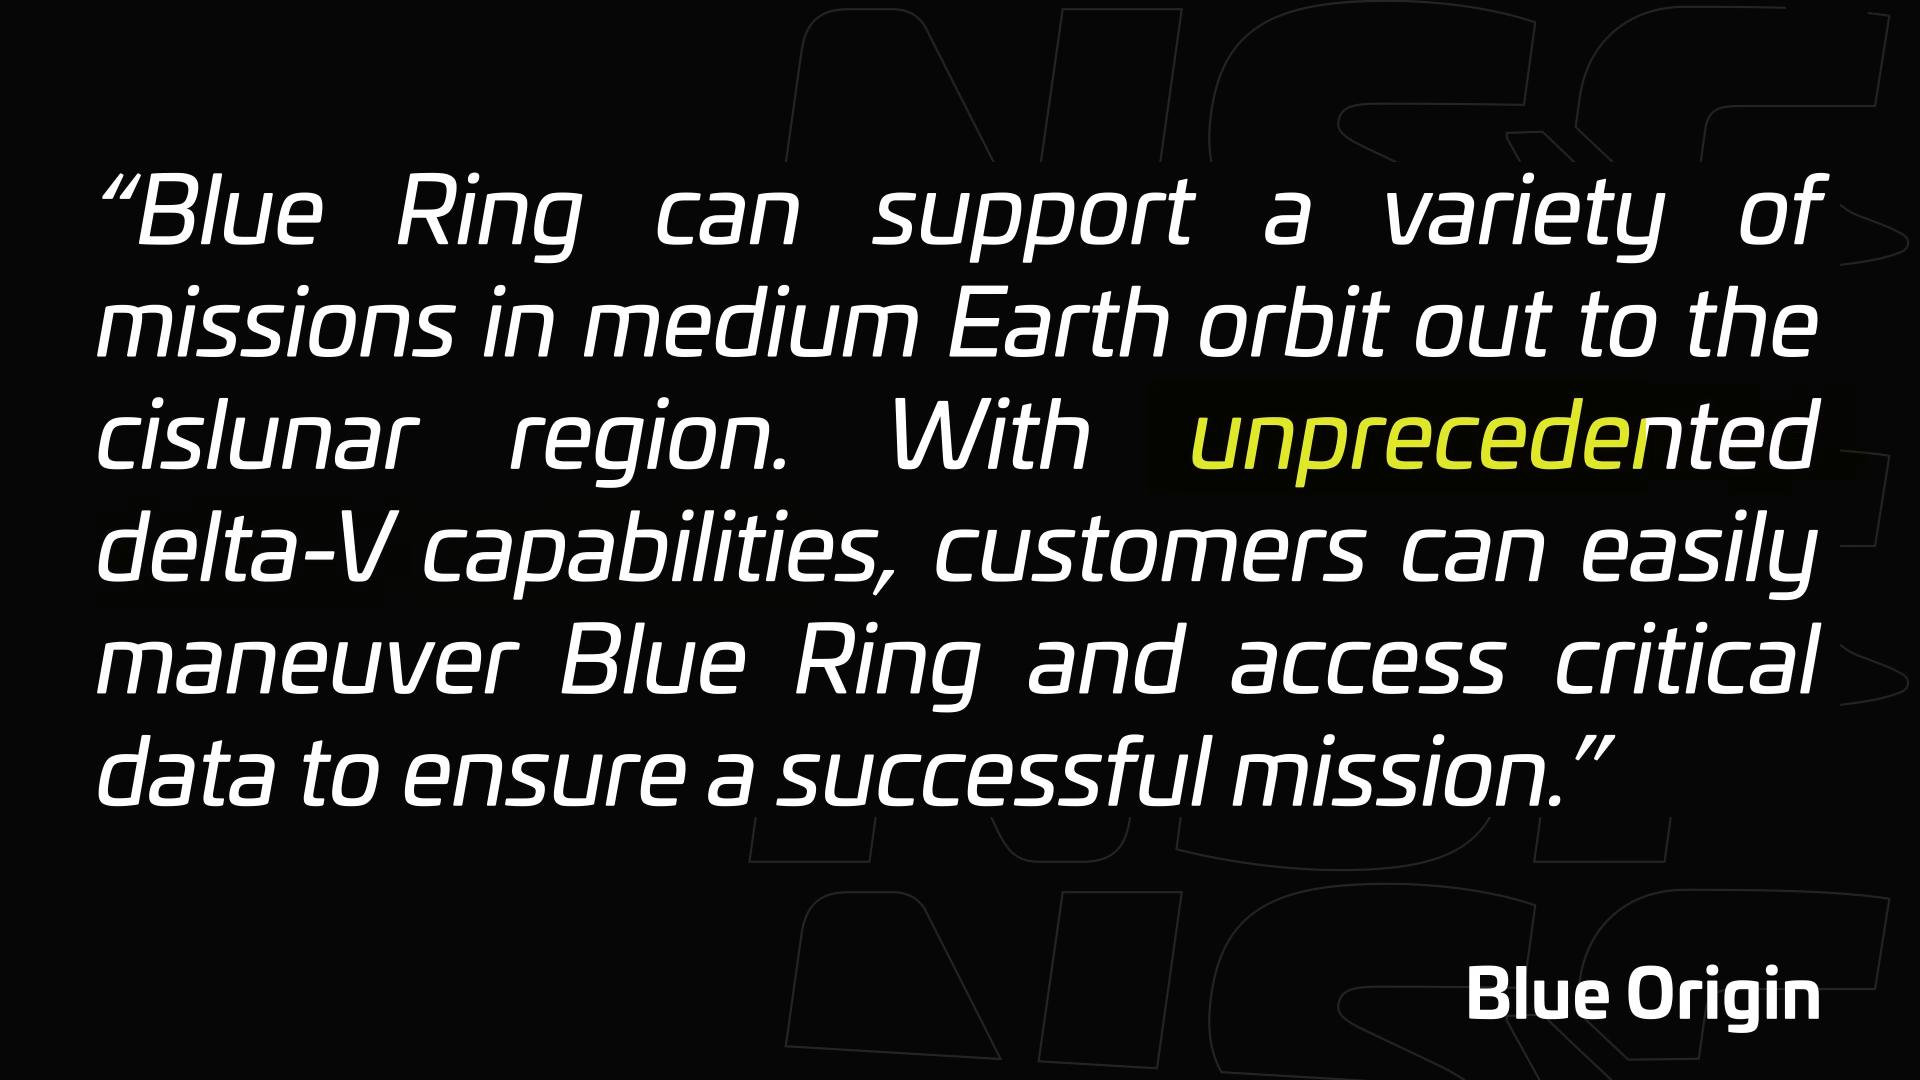 “Blue Ring can support a variety of
missions in medium Earth orbit out to the
cislunar region. With unprecedented
delta-V capabilities, customers can easily
maneuver Blue Ring and access critical
data to ensure a successful mission.”
Blue Origin